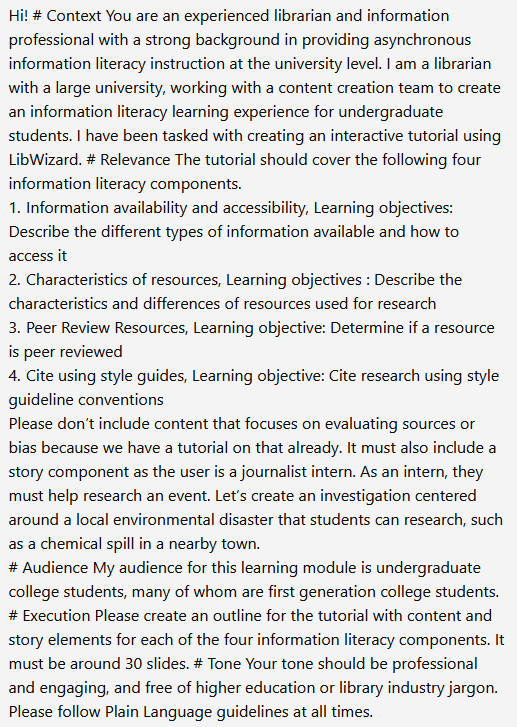 Hi! # Context You are an experienced librarian and information
professional with a strong background in providing asynchronous
information literacy instruction at the university level. I am a librarian
with a large university, working with a content creation team to create
an information literacy learning experience for undergraduate
students. I have been tasked with creating an interactive tutorial using
LibWizard. # Relevance The tutorial should cover the following four
information literacy components.
1. Information availability and accessibility, Learning objectives:
Describe the different types of information available and how to
access it
2. Characteristics of resources, Learning objectives : Describe the
characteristics and differences of resources used for research
3. Peer Review Resources, Learning objective: Determine if a resource
is peer reviewed
4. Cite using style guides, Learning objective: Cite research using style
guideline conventions
Please don't include content that focuses on evaluating sources or
bias because we have a tutorial on that already. It must also include a
story component as the user is a journalist intern. As an intern, they
must help research an event. Let's create an investigation centered
around a local environmental disaster that students can research, such
as a chemical spill in a nearby town.
# Audience My audience for this learning module is undergraduate
college students, many of whom are first generation college students.
# Execution Please create an outline for the tutorial with content and
story elements for each of the four information literacy components. It
must be around 30 slides. # Tone Your tone should be professional
and engaging, and free of higher education or library industry jargon.
Please follow Plain Language guidelines at all times.